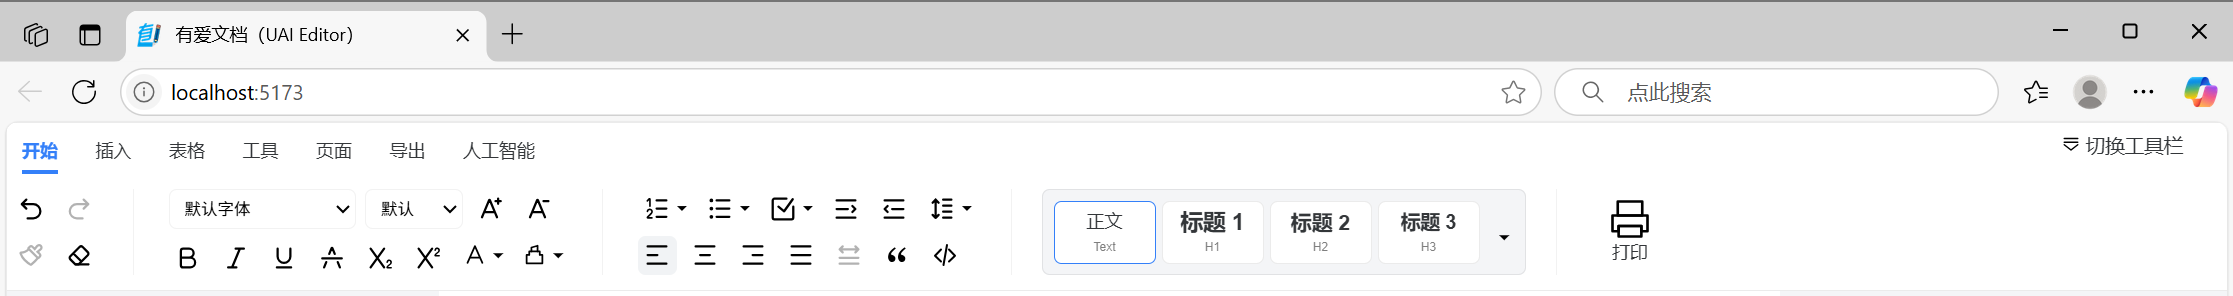 有爱文档（UAI Editor）
localhost:5173
点此搜索
开始 插入 表格 工具 页面 导出 人工智能
切换工具栏
默认字体 默认 A+ A-
B I U A X₂ X² A
正文 标题 1 标题 2 标题 3
Text H1 H2 H3
打印